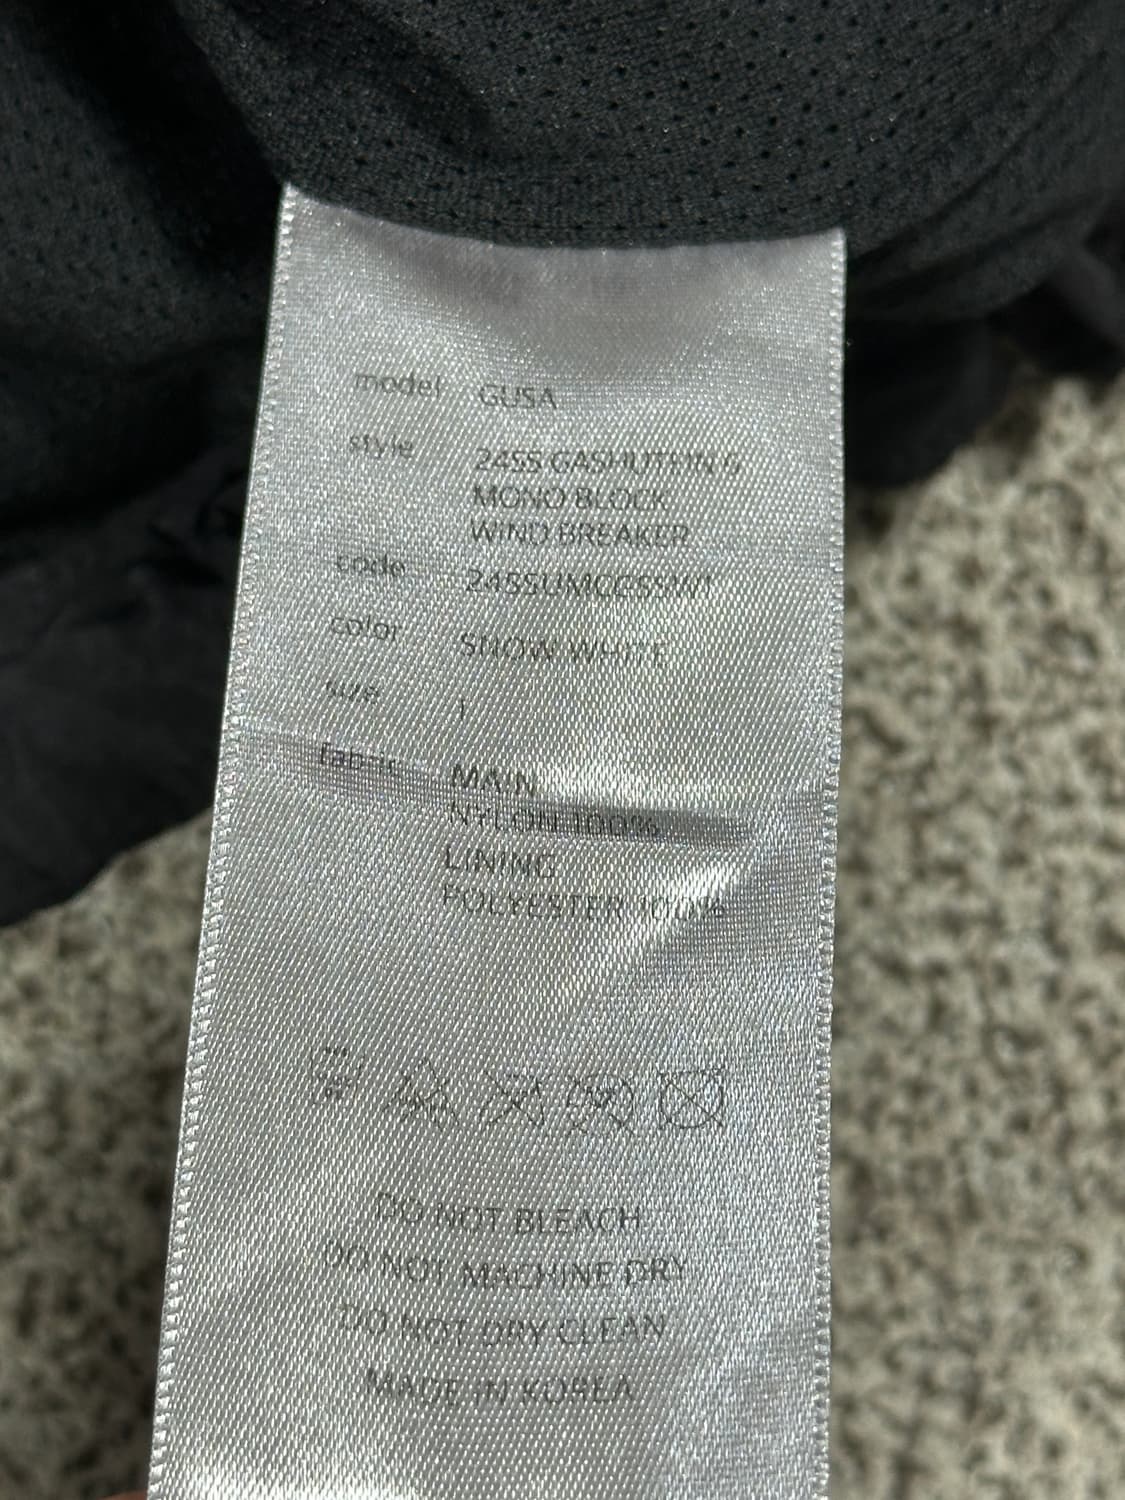 model GUSA
style 24SS GASHUTEIN 6
MONO BLOCK
WIND BREAKER
code
color SNOW WHITE
size
fabric MAIN
NYLON 100%
LINING
POLYESTER 100%
DO NOT BLEACH
DO NOT MACHINE DRY
DO NOT DRY CLEAN
MADE IN KOREA